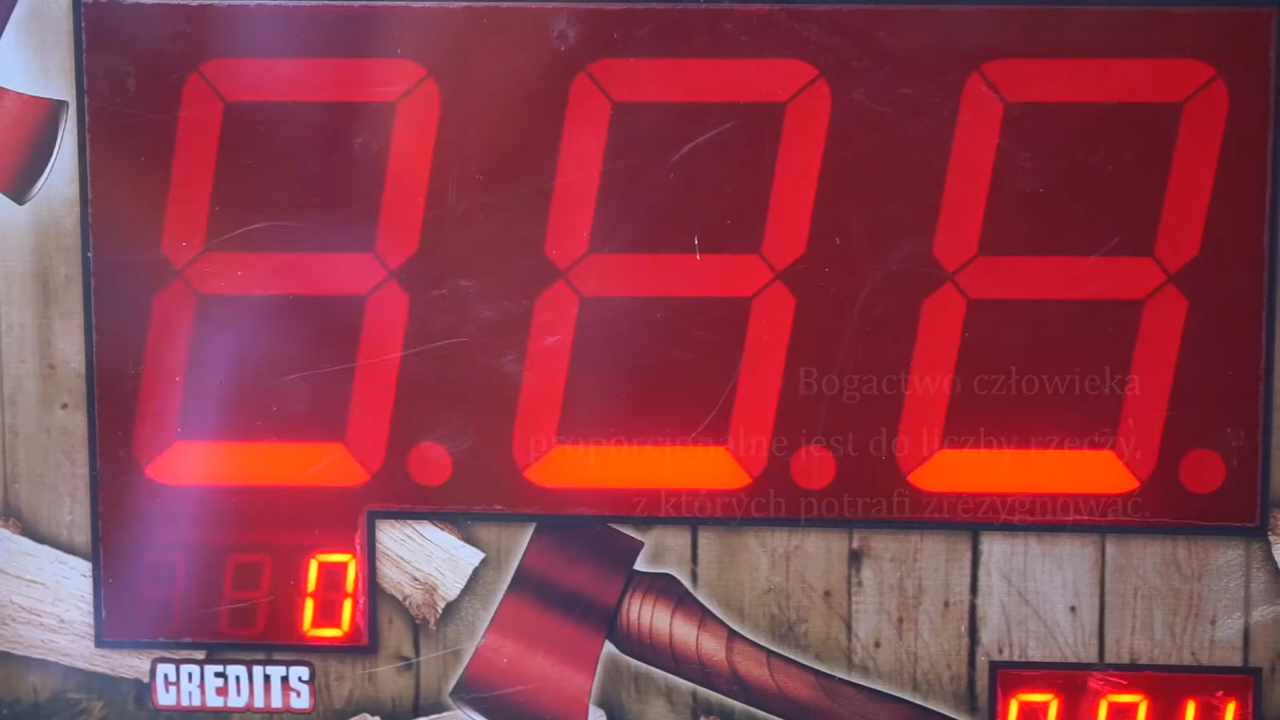 Bogactwo człowieka
proporcjonalne jest do liczby rzeczy,
z których potrafi zrezygnować.
0
CREDITS